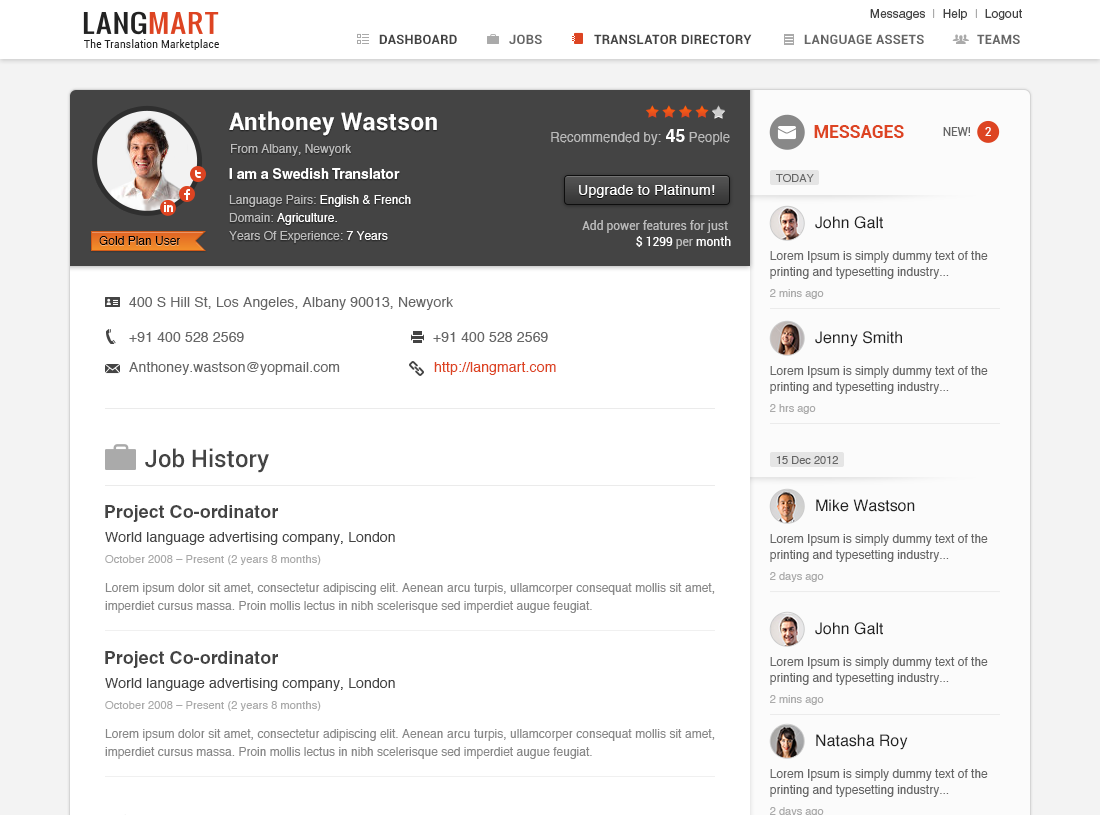 LANGMART
The Translation Marketplace
Messages | Help | Logout
DASHBOARD JOBS TRANSLATOR DIRECTORY LANGUAGE ASSETS TEAMS
Anthoney Wastson
From Albany, Newyork
I am a Swedish Translator
Language Pairs: English & French
Domain: Agriculture.
Years Of Experience: 7 Years
Gold Plan User
Recommended by: 45 People
Upgrade to Platinum!
Add power features for just
$ 1299 per month
400 S Hill St, Los Angeles, Albany 90013, Newyork
+91 400 528 2569
+91 400 528 2569
Anthoney.wastson@yopmail.com
http://langmart.com
Job History
Project Co-ordinator
World language advertising company, London
October 2008 – Present (2 years 8 months)
Lorem ipsum dolor sit amet, consectetur adipiscing elit. Aenean arcu turpis, ullamcorper consequat mollis sit amet,
imperdiet cursus massa. Proin mollis lectus in nibh scelerisque sed imperdiet augue feugiat.
Project Co-ordinator
World language advertising company, London
October 2008 – Present (2 years 8 months)
Lorem ipsum dolor sit amet, consectetur adipiscing elit. Aenean arcu turpis, ullamcorper consequat mollis sit amet,
imperdiet cursus massa. Proin mollis lectus in nibh scelerisque sed imperdiet augue feugiat.
MESSAGES NEW! 2
TODAY
John Galt
Lorem Ipsum is simply dummy text of the
printing and typesetting industry...
2 mins ago
Jenny Smith
Lorem Ipsum is simply dummy text of the
printing and typesetting industry...
2 hrs ago
15 Dec 2012
Mike Wastson
Lorem Ipsum is simply dummy text of the
printing and typesetting industry...
2 days ago
John Galt
Lorem Ipsum is simply dummy text of the
printing and typesetting industry...
2 mins ago
Natasha Roy
Lorem Ipsum is simply dummy text of the
printing and typesetting industry...
2 days ago